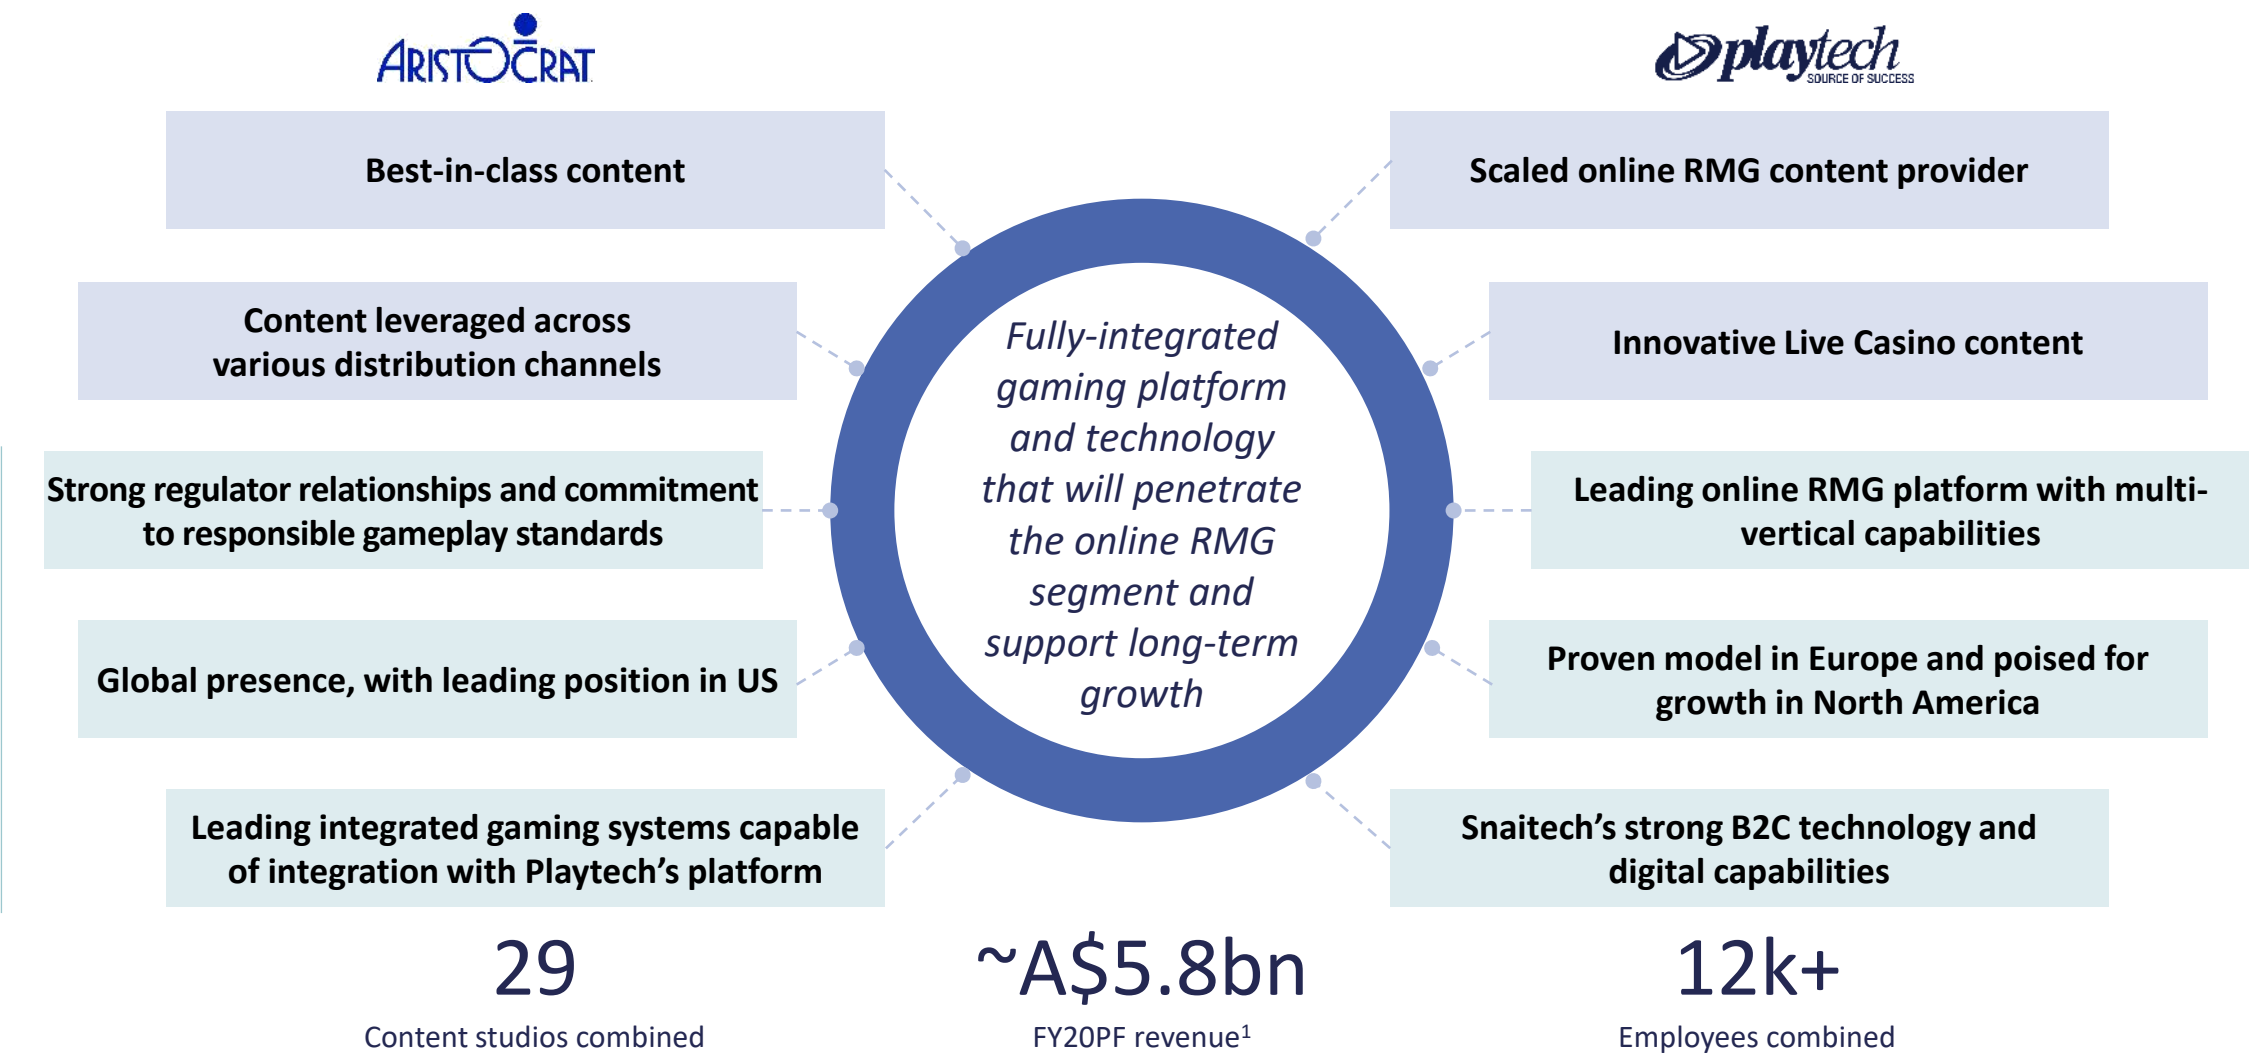 ARISTOCRAT
playtech
SOURCE OF SUCCESS
Best-in-class content
Content leveraged across
various distribution channels
Strong regulator relationships and commitment
to responsible gameplay standards
Global presence, with leading position in US
Leading integrated gaming systems capable
of integration with Playtech’s platform
Fully-integrated
gaming platform
and technology
that will penetrate
the online RMG
segment and
support long-term
growth
Scaled online RMG content provider
Innovative Live Casino content
Leading online RMG platform with multi-
vertical capabilities
Proven model in Europe and poised for
growth in North America
Snaitech’s strong B2C technology and
digital capabilities
29
Content studios combined
~A$5.8bn
FY20PF revenue¹
12k+
Employees combined